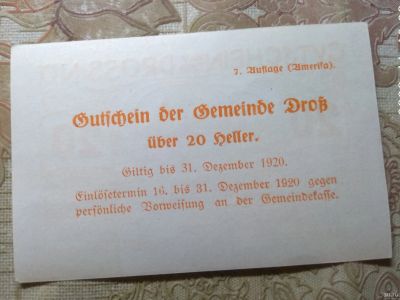 7. Auflage (Amerika).
Gutschein der Gemeinde Droß
über 20 Heller.
Giltig bis 31. Dezember 1920.
Einlösetermin 16. bis 31. Dezember 1920 gegen
persönliche Vorweisung an der Gemeindekasse.